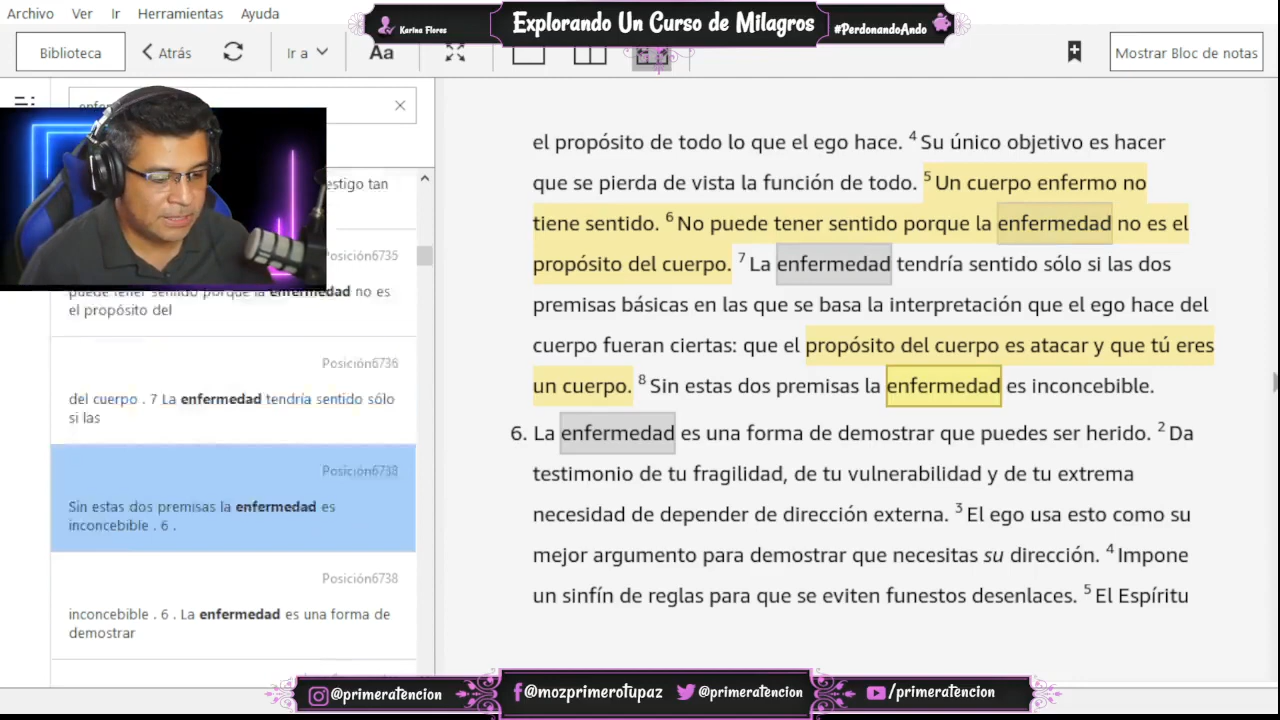 Archivo Ver Ir Herramientas Ayuda
Karina Flores
Explorando Un Curso de Milagros
#PerdonandoAndo
Biblioteca
Atrás
Ir a
Aa
Mostrar Bloc de notas
estigo tan
Posición6735
puede tener sentido porque la enfermedad no es
el propósito del
Posición6736
del cuerpo . 7 La enfermedad tendría sentido sólo
si las
Posición6738
Sin estas dos premisas la enfermedad es
inconcebible . 6 .
Posición6738
inconcebible . 6 . La enfermedad es una forma de
demostrar
el propósito de todo lo que el ego hace. 4 Su único objetivo es hacer
que se pierda de vista la función de todo. 5 Un cuerpo enfermo no
tiene sentido. 6 No puede tener sentido porque la enfermedad no es el
propósito del cuerpo. 7 La enfermedad tendría sentido sólo si las dos
premisas básicas en las que se basa la interpretación que el ego hace del
cuerpo fueran ciertas: que el propósito del cuerpo es atacar y que tú eres
un cuerpo. 8 Sin estas dos premisas la enfermedad es inconcebible.
6. La enfermedad es una forma de demostrar que puedes ser herido. 2 Da
testimonio de tu fragilidad, de tu vulnerabilidad y de tu extrema
necesidad de depender de dirección externa. 3 El ego usa esto como su
mejor argumento para demostrar que necesitas su dirección. 4 Impone
un sinfín de reglas para que se eviten funestos desenlaces. 5 El Espíritu
@primeratencion
@mozprimerotupaz
@primeratencion
/primeratencion